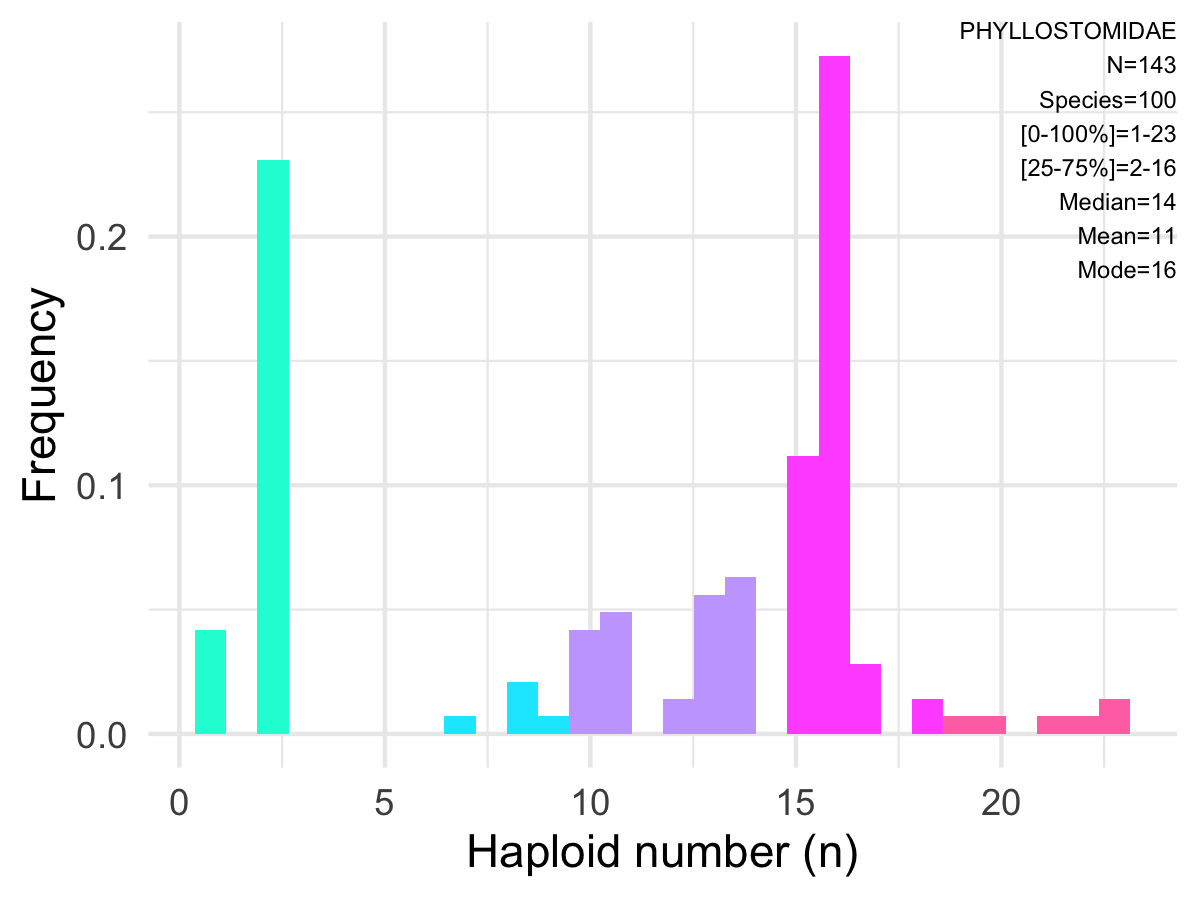 PHYLLOSTOMIDAE
N=143
Species=100
[0-100%]=1-23
[25-75%]=2-16
Median=14
Mean=11
Mode=16
Frequency
0.2
0.1
0.0
0 5 10 15 20
Haploid number (n)